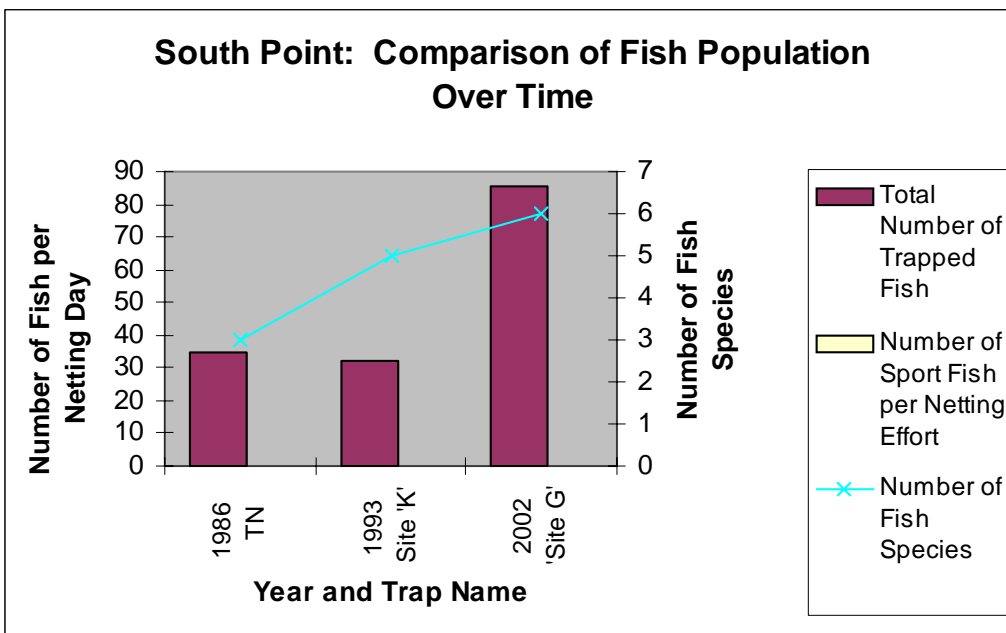 South Point:  Comparison of Fish Population
Over Time
Number of Fish per
Netting Day
90
80
70
60
50
40
30
20
10
0
7
6
5
4
3
2
1
0
Number of Fish
Species
1986
TN
1993
Site 'K'
2002
'Site G'
Year and Trap Name
Total
Number of
Trapped
Fish
Number of
Sport Fish
per Netting
Effort
Number of
Fish
Species